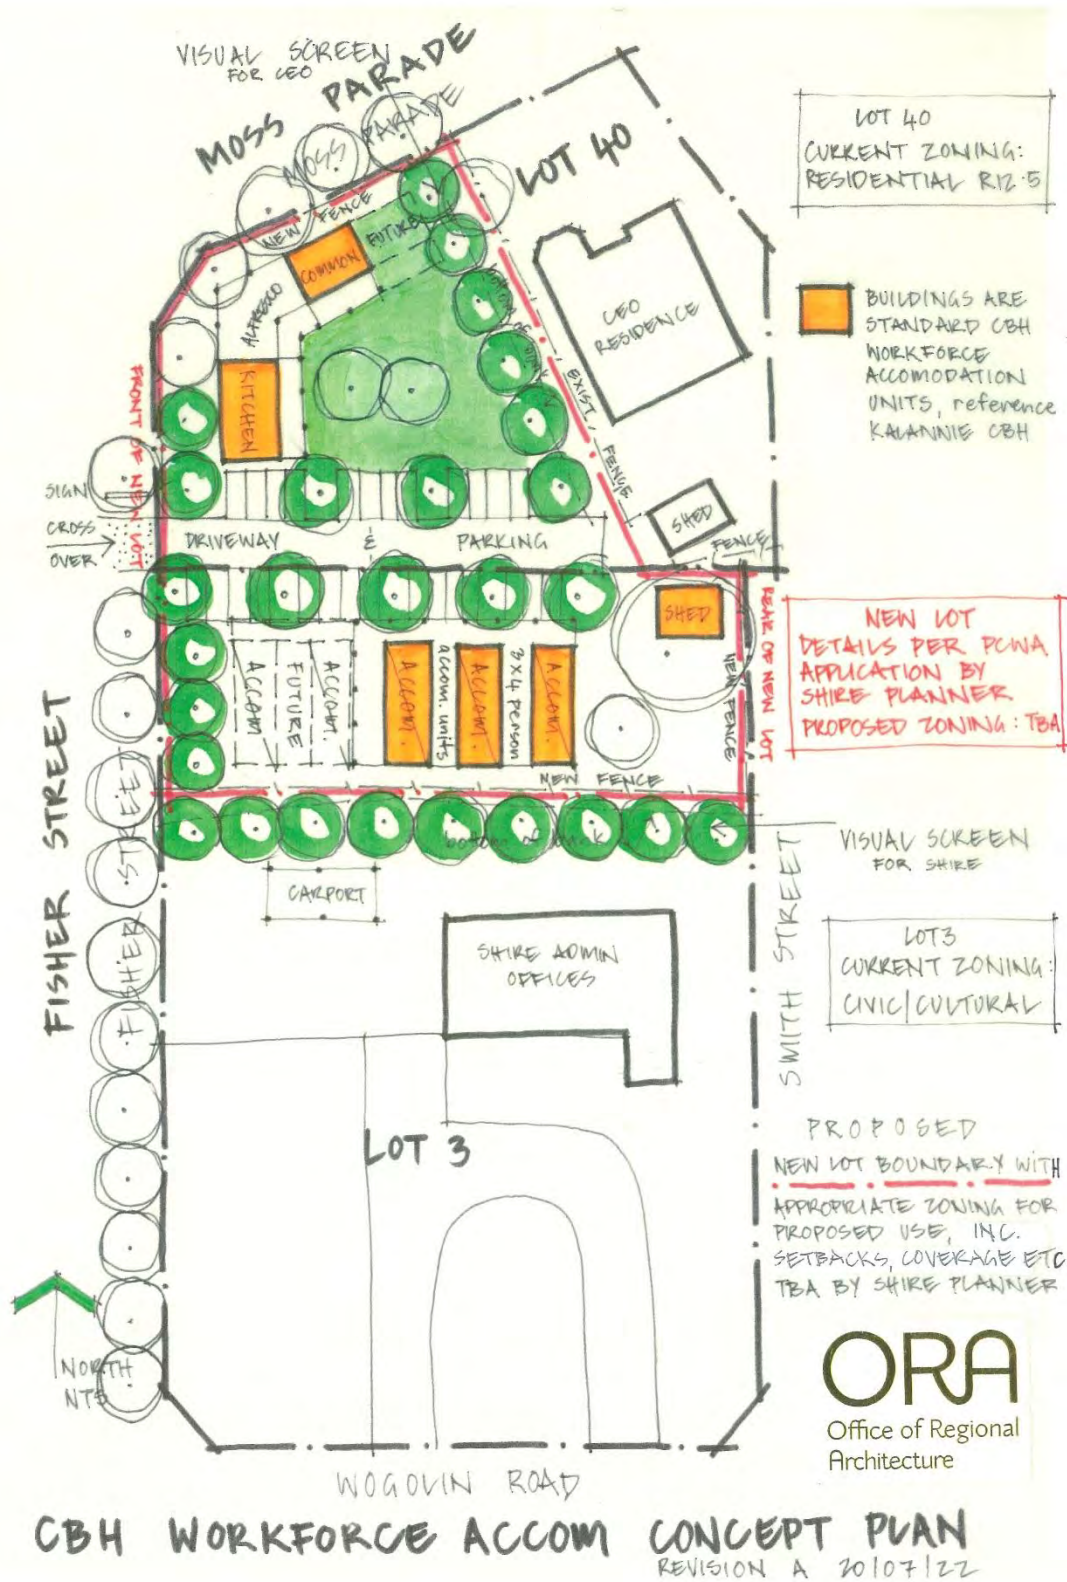 VISUAL SCREEN
FOR CEO
MOSS PARADE
MOSS PARADE
LOT 40
LOT 40
CURRENT ZONING:
RESIDENTIAL R12.5
NEW FENCE
COMMON
FUTURE
ALFRESCO
KITCHEN
CEO
RESIDENCE
EXIST. FENCE
BUILDINGS ARE
STANDARD CBH
WORKFORCE
ACCOMODATION
UNITS, reference
KALANNIE CBH
FRONT OF NEW LOT
SIGN
CROSS
OVER
DRIVEWAY & PARKING
SHED
FENCE
SHED
REAR OF NEW LOT
NEW FENCE
NEW LOT
DETAILS PER PCWA
APPLICATION BY
SHIRE PLANNER
PROPOSED ZONING: TBA
ACCOM.
FUTURE
ACCOM.
ACCOM.
accom. units
ACCOM.
3x4 person
ACCOM.
NEW FENCE
bottom of bank
VISUAL SCREEN
FOR SHIRE
FISHER STREET
FISHER STREET
CARPORT
SHIRE ADMIN
OFFICES
SMITH STREET
LOT 3
CURRENT ZONING:
CIVIC/CULTURAL
LOT 3
PROPOSED
NEW LOT BOUNDARY WITH
APPROPRIATE ZONING FOR
PROPOSED USE, INC.
SETBACKS, COVERAGE ETC
TBA BY SHIRE PLANNER
NORTH
NTS
ORA
Office of Regional
Architecture
WOGOLIN ROAD
CBH WORKFORCE ACCOM CONCEPT PLAN
REVISION A 20/07/22